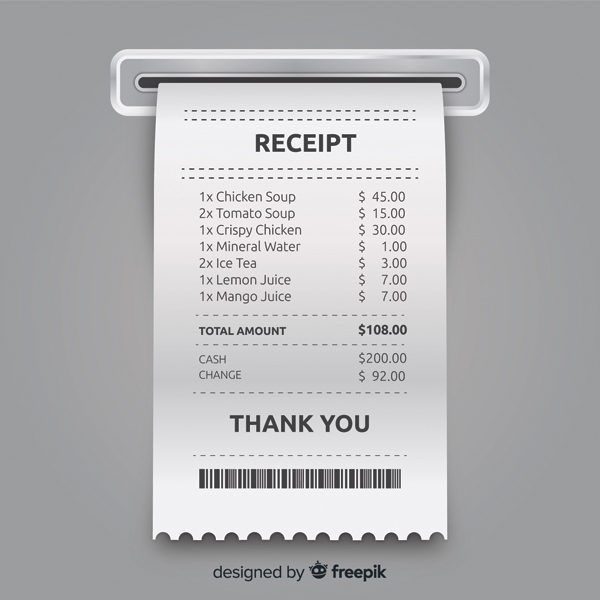 RECEIPT
1x Chicken Soup $ 45.00
2x Tomato Soup $ 15.00
1x Crispy Chicken $ 30.00
1x Mineral Water $ 1.00
2x Ice Tea $ 3.00
1x Lemon Juice $ 7.00
1x Mango Juice $ 7.00
TOTAL AMOUNT $108.00
CASH $200.00
CHANGE $ 92.00
THANK YOU
designed by freepik